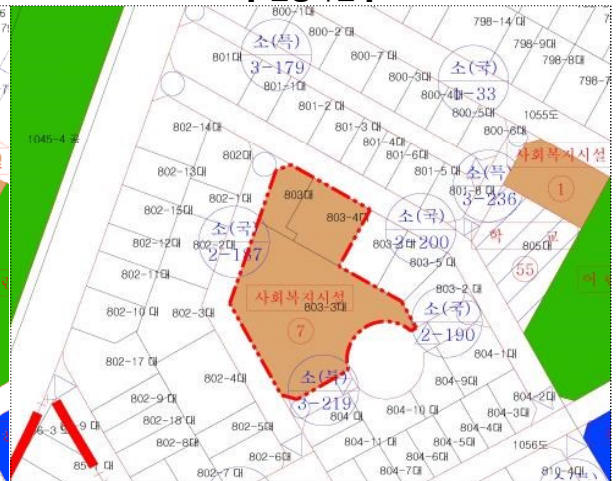 800-1대
800-2 대
798-14
소(특)
3-179
800-7대
798-9대
798-8대
798-7
801대
801-1대
800-3대
소(국)
1-33
800-4대
801-2 대
800-5대
1055도
802-14대
801-3 대
800-6대
1045-4 공
801-4대
802대
801-6대
사회복지시설
1
802-13대
801-5 대
소(특)
3-236
801-8 대
802-1대
803대
802-15대
803-4대
소(국)
2-187
소(국)
2-200
802-12대
802-2대
학 교
55
805대
802-11대
803-5 대
사회복지시설
7
803-2 대
802-10 대
802-3대
803-3대
소(국)
2-190
802-17 대
804-1대
802-4대
소(특)
3-219
804-9대
802-9 대
804-2대
802-18 대
802-5대
804 대
804-10 대
804-3대
802-8대
804-11 대
804-5대
804-4대
1056도
802-6대
804-6대
802-7 대
804-7대
810-4대